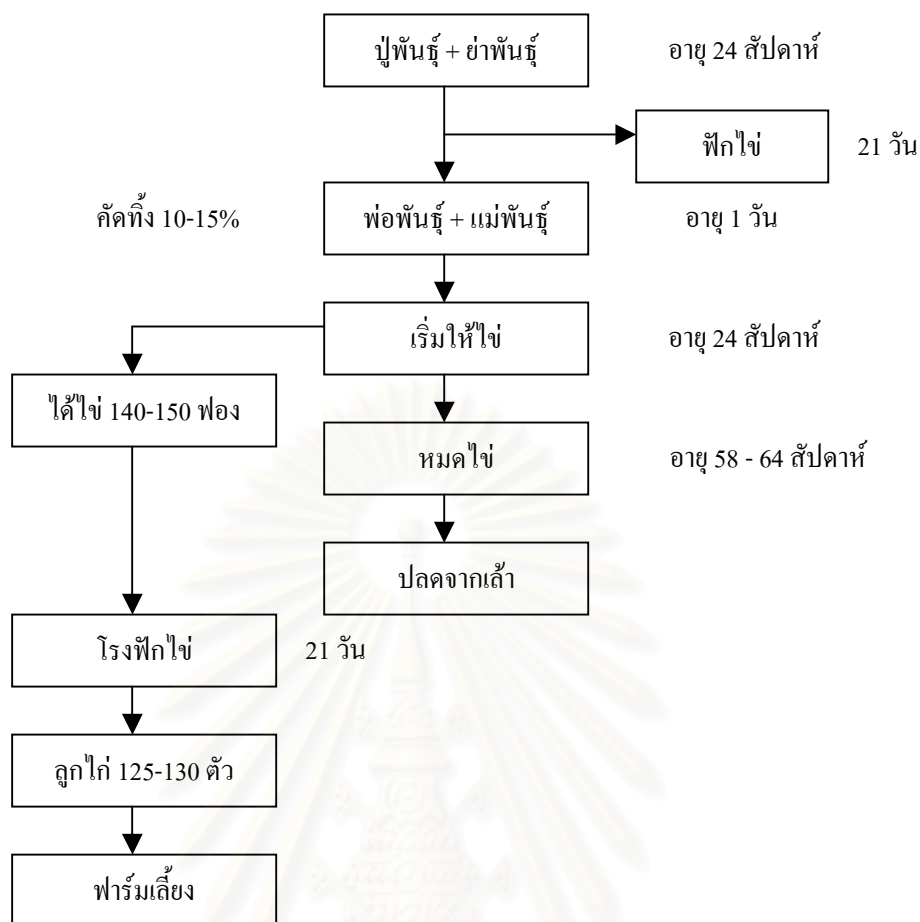 ปู่พันธุ์ + ย่าพันธุ์ อายุ 24 สัปดาห์
ฟักไข่ 21 วัน
คัดทิ้ง 10-15% พ่อพันธุ์ + แม่พันธุ์ อายุ 1 วัน
เริ่มให้ไข่ อายุ 24 สัปดาห์
ได้ไข่ 140-150 ฟอง
หมดไข่ อายุ 58 - 64 สัปดาห์
ปลดจากเล้า
โรงฟักไข่ 21 วัน
ลูกไก่ 125-130 ตัว
ฟาร์มเลี้ยง